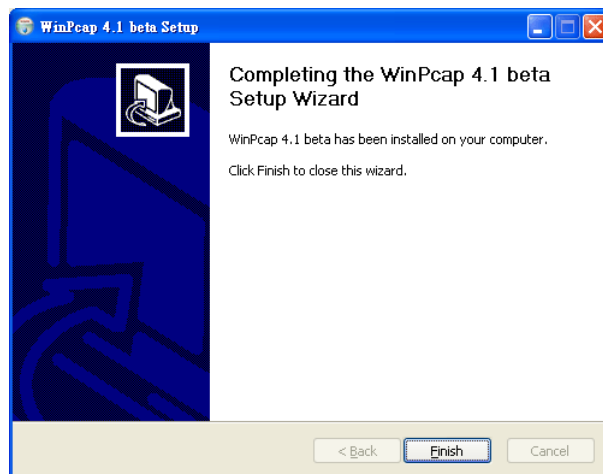 WinPcap 4.1 beta Setup
Completing the WinPcap 4.1 beta
Setup Wizard
WinPcap 4.1 beta has been installed on your computer.
Click Finish to close this wizard.
< Back
Finish
Cancel